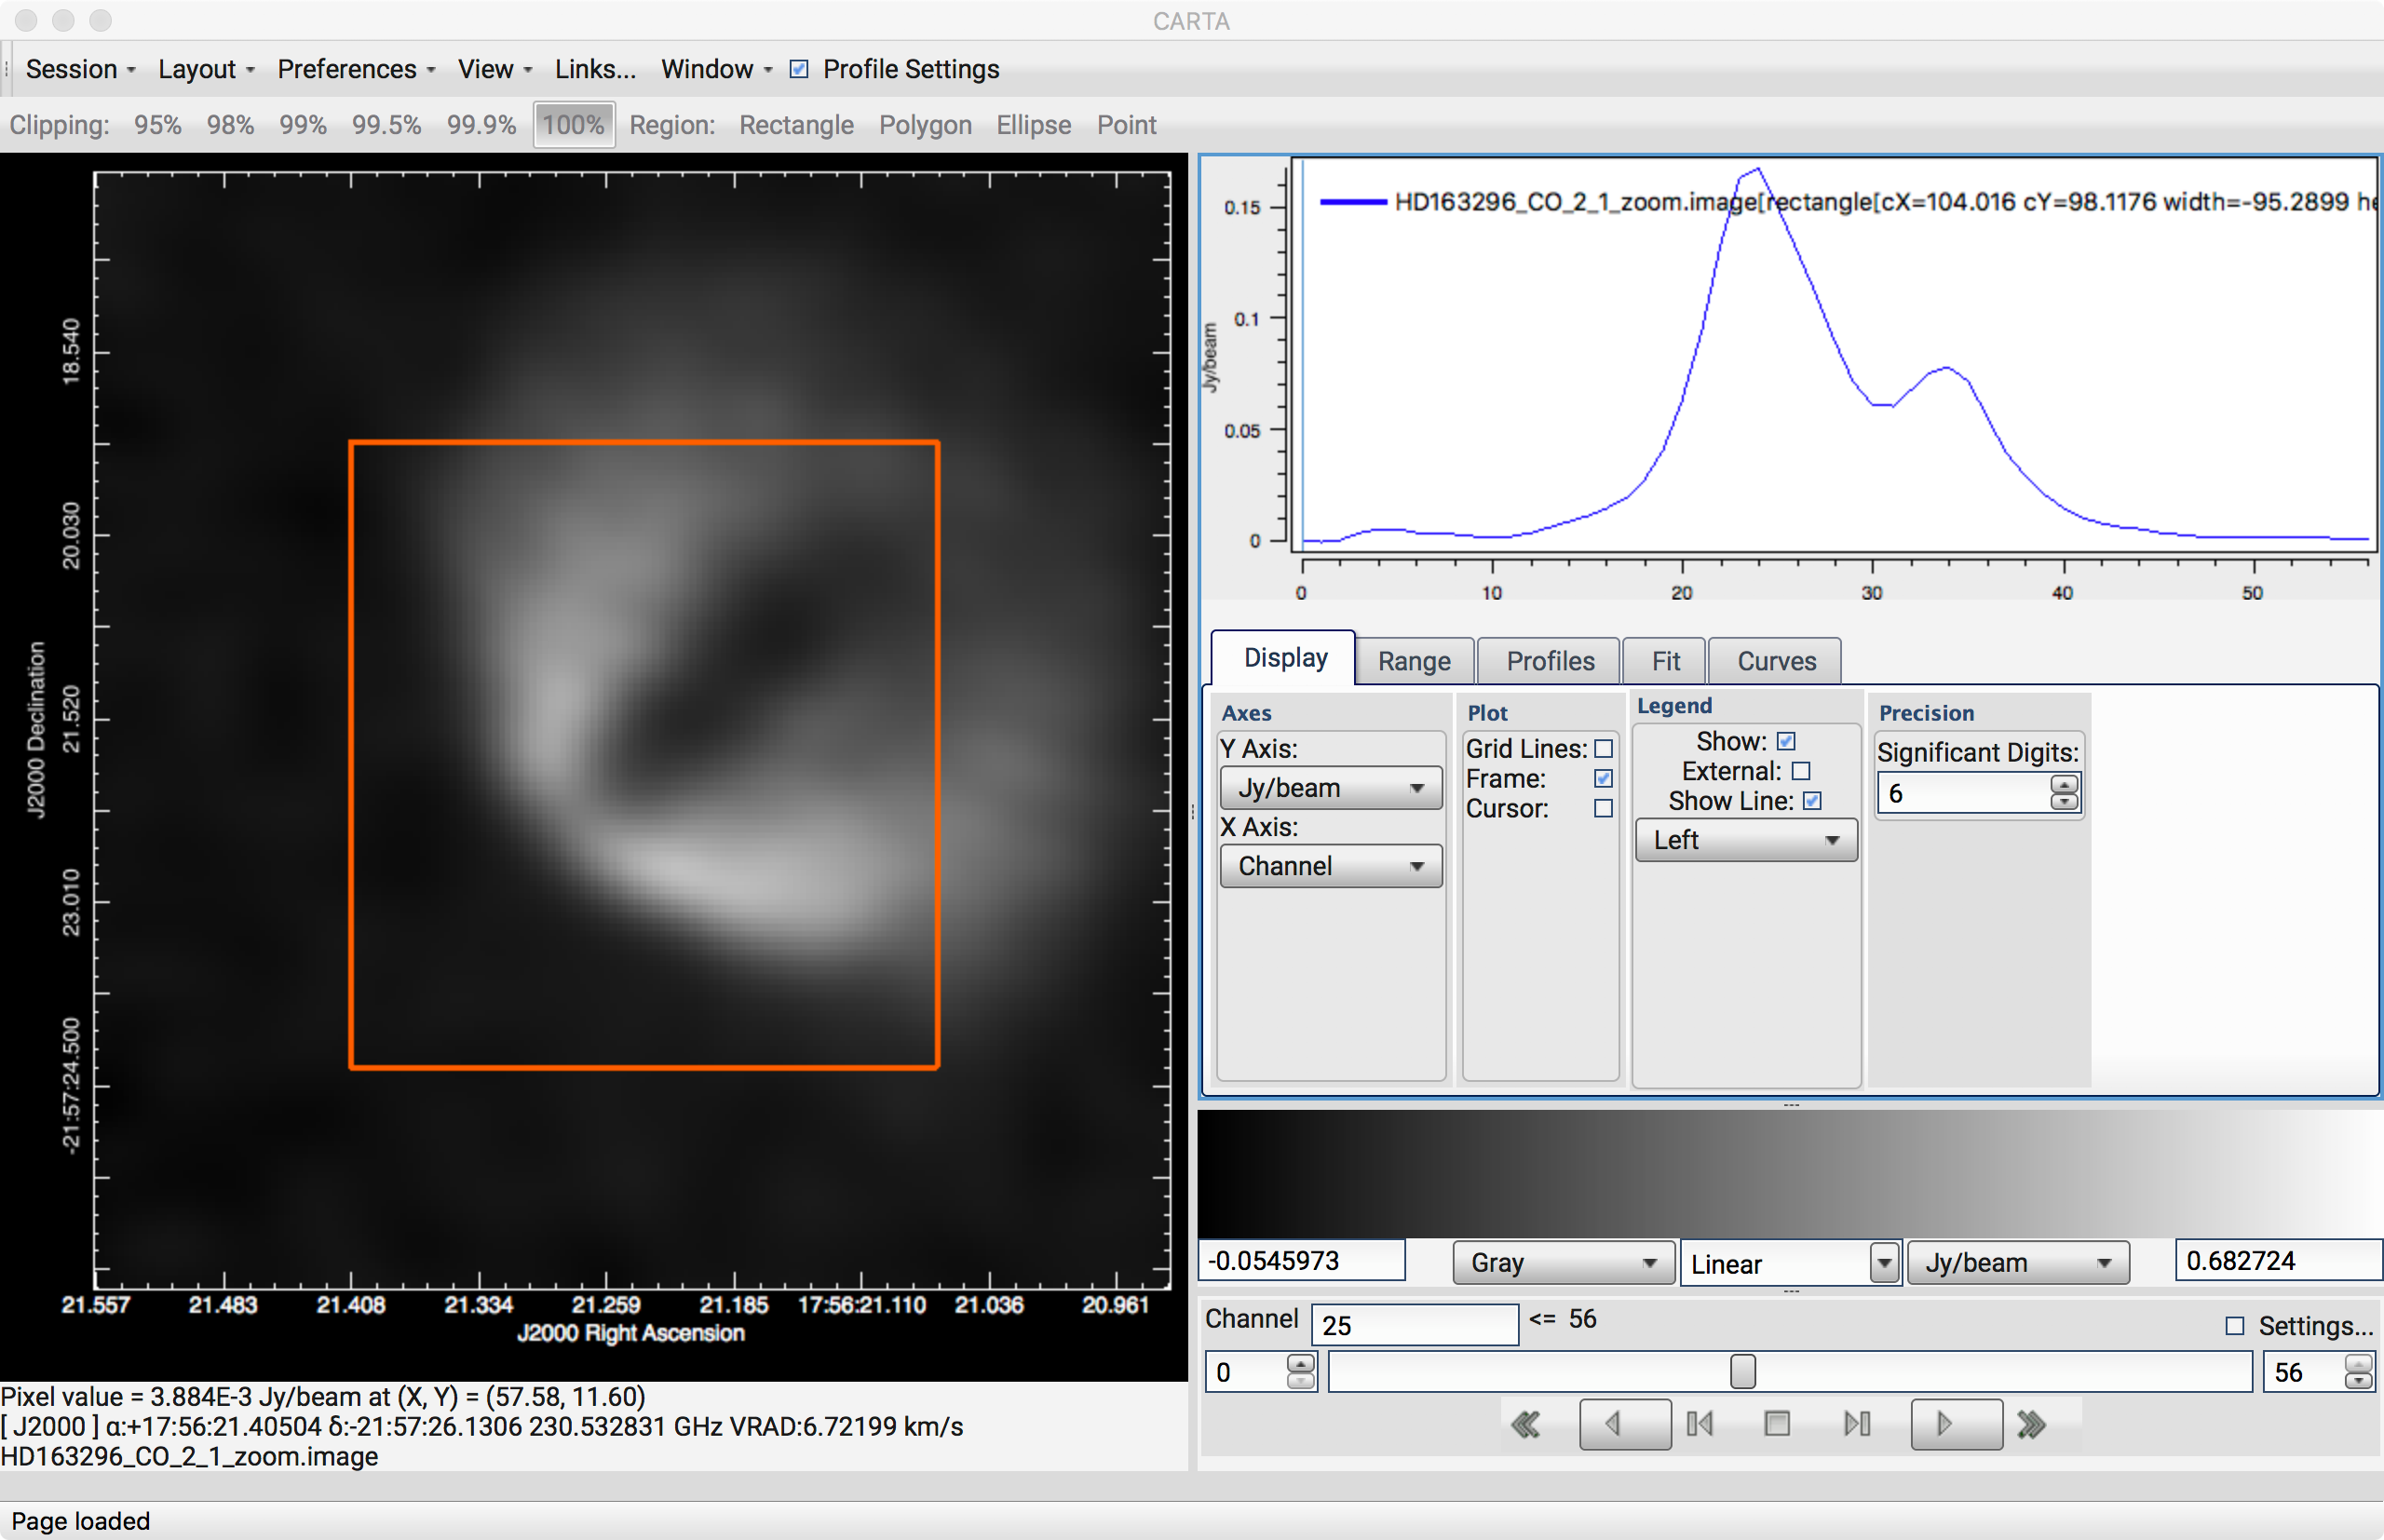 CARTA
Session Layout Preferences View Links... Window Profile Settings
Clipping: 95% 98% 99% 99.5% 99.9% 100% Region: Rectangle Polygon Ellipse Point
J2000 Declination
18.540
20.030
21.520
23.010
-21:57:24.500
21.557 21.483 21.408 21.334 21.259 21.185 17:56:21.110 21.036 20.961
J2000 Right Ascension
Pixel value = 3.884E-3 Jy/beam at (X, Y) = (57.58, 11.60)
[ J2000 ] α:+17:56:21.40504 δ:-21:57:26.1306 230.532831 GHz VRAD:6.72199 km/s
HD163296_CO_2_1_zoom.image
HD163296_CO_2_1_zoom.image[rectangle[cX=104.016 cY=98.1176 width=-95.2899 he
Jy/beam
0.15
0.1
0.05
0
0 10 20 30 40 50
Display Range Profiles Fit Curves
Axes
Y Axis:
Jy/beam
X Axis:
Channel
Plot
Grid Lines:
Frame:
Cursor:
Legend
Show:
External:
Show Line:
Left
Precision
Significant Digits:
6
-0.0545973 Gray Linear Jy/beam 0.682724
Channel 25 <= 56 Settings...
0 56
Page loaded